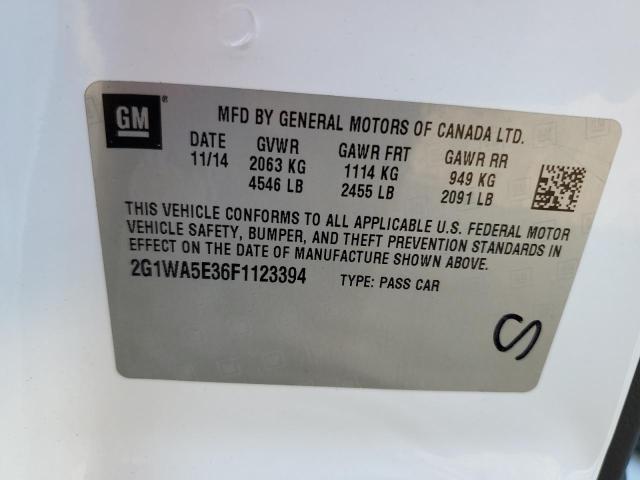 GM®
MFD BY GENERAL MOTORS OF CANADA LTD.
DATE GVWR GAWR FRT GAWR RR
11/14 2063 KG 1114 KG 949 KG
4546 LB 2455 LB 2091 LB
THIS VEHICLE CONFORMS TO ALL APPLICABLE U.S. FEDERAL MOTOR
VEHICLE SAFETY, BUMPER, AND THEFT PREVENTION STANDARDS IN
EFFECT ON THE DATE OF MANUFACTURE SHOWN ABOVE.
2G1WA5E36F1123394 TYPE: PASS CAR
S